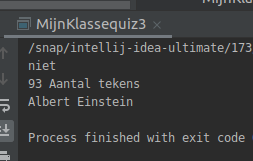 MijnKlassequiz3
/snap/intellij-idea-ultimate/173
niet
93 Aantal tekens
Albert Einstein
Process finished with exit code